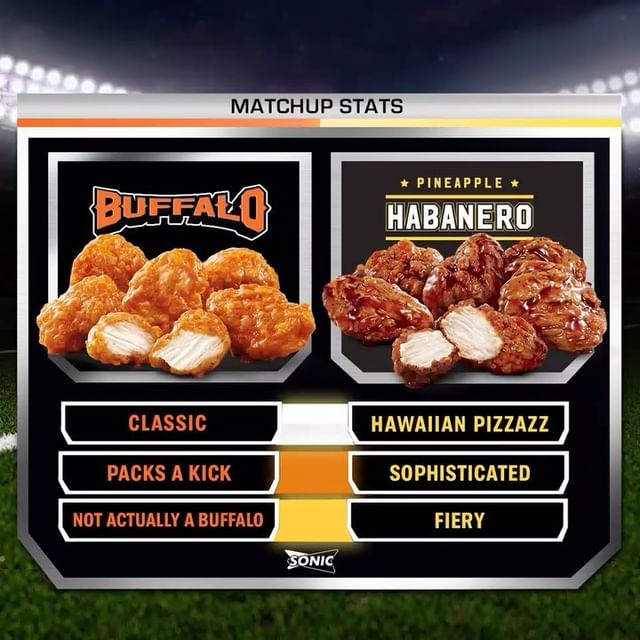 MATCHUP STATS
BUFFALO
★ PINEAPPLE ★
HABANERO
CLASSIC
HAWAIIAN PIZZAZZ
PACKS A KICK
SOPHISTICATED
NOT ACTUALLY A BUFFALO
FIERY
SONIC